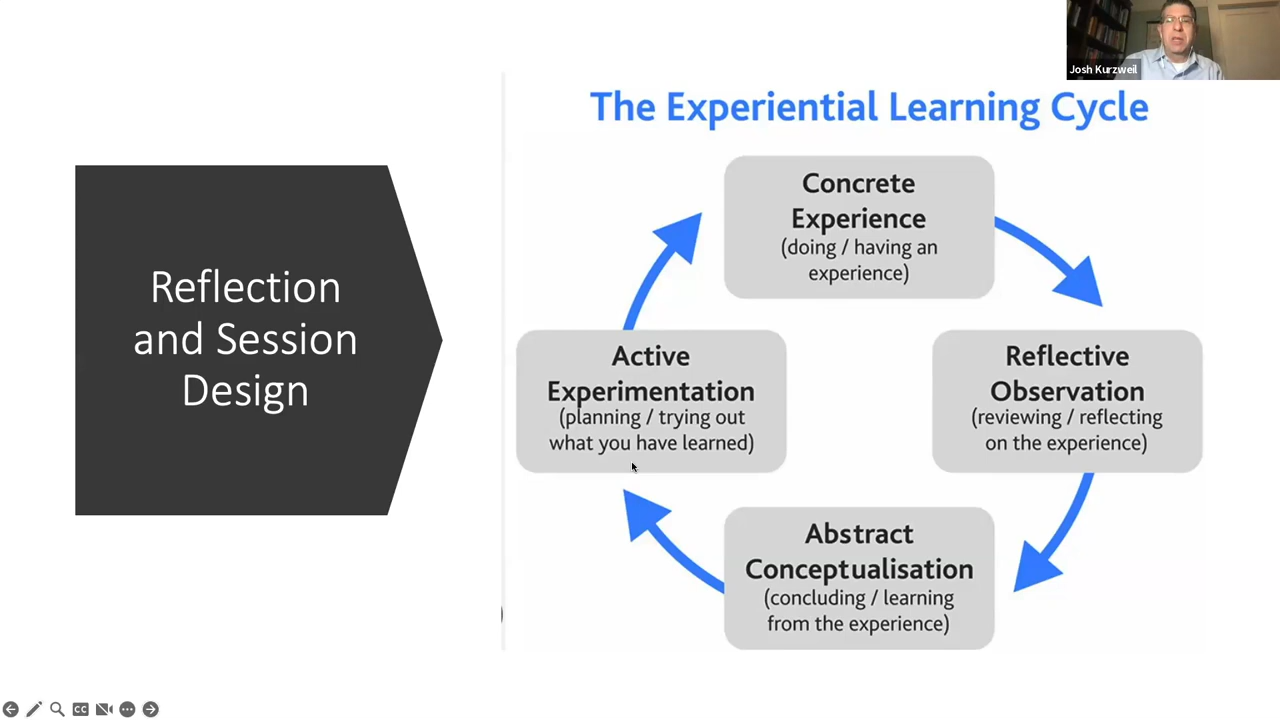 Josh Kurzweil
The Experiential Learning Cycle
Reflection
and Session
Design
Concrete
Experience
(doing / having an
experience)
Reflective
Observation
(reviewing / reflecting
on the experience)
Abstract
Conceptualisation
(concluding / learning
from the experience)
Active
Experimentation
(planning / trying out
what you have learned)
CC